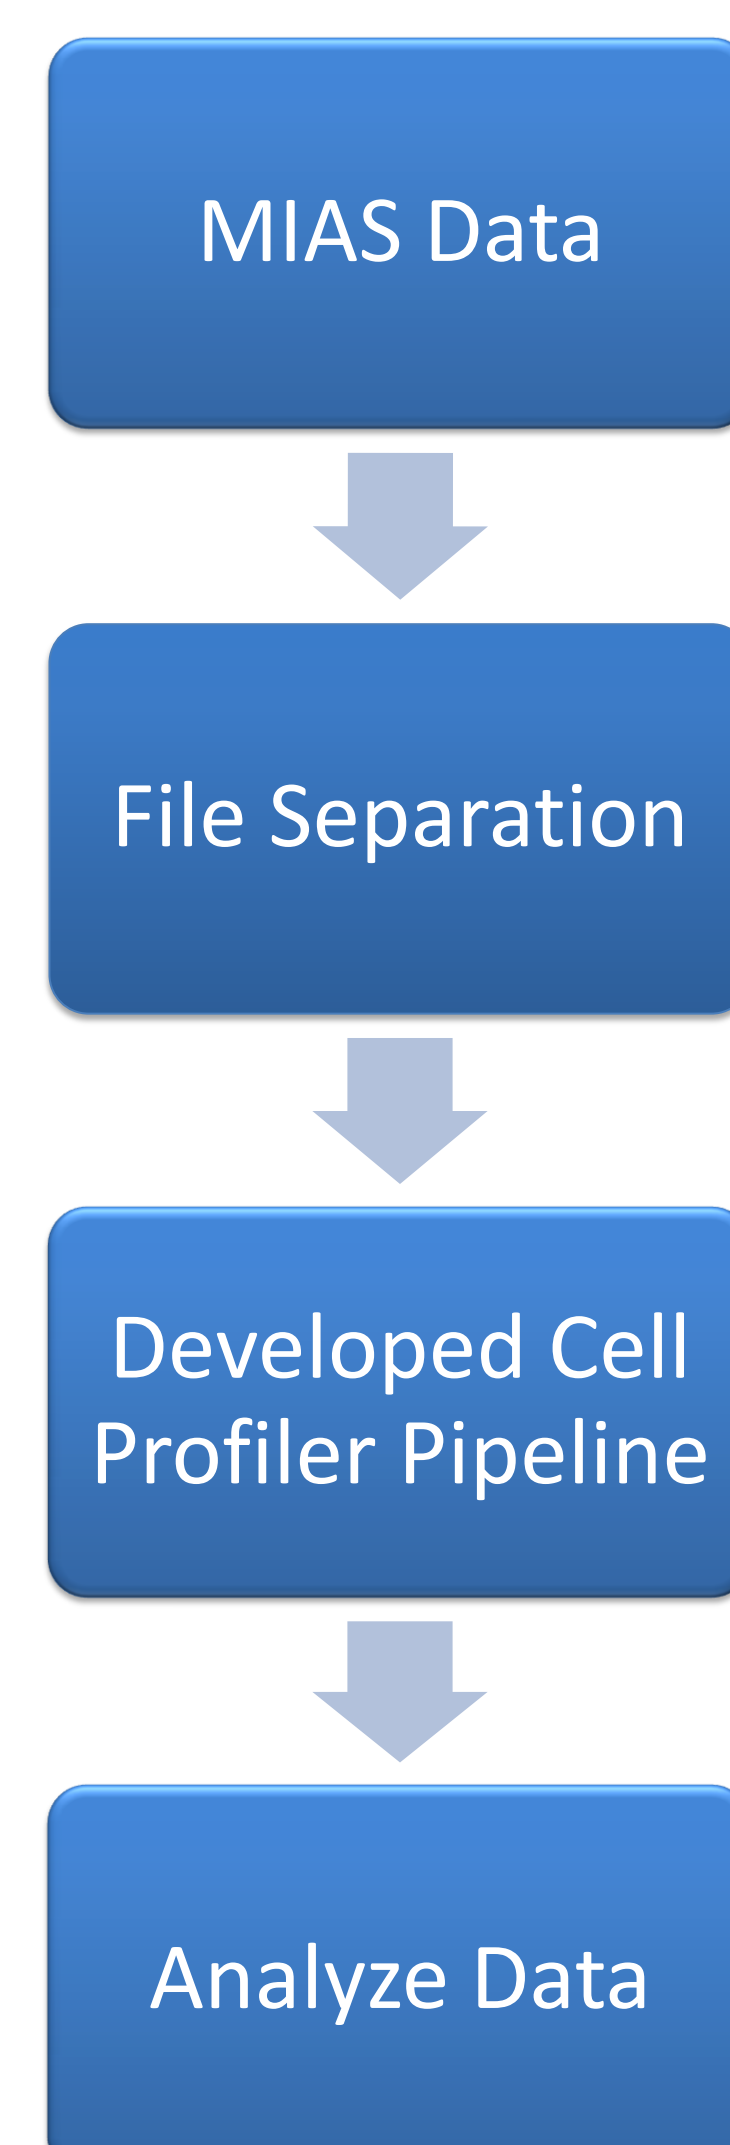 MIAS Data
File Separation
Developed Cell
Profiler Pipeline
Analyze Data